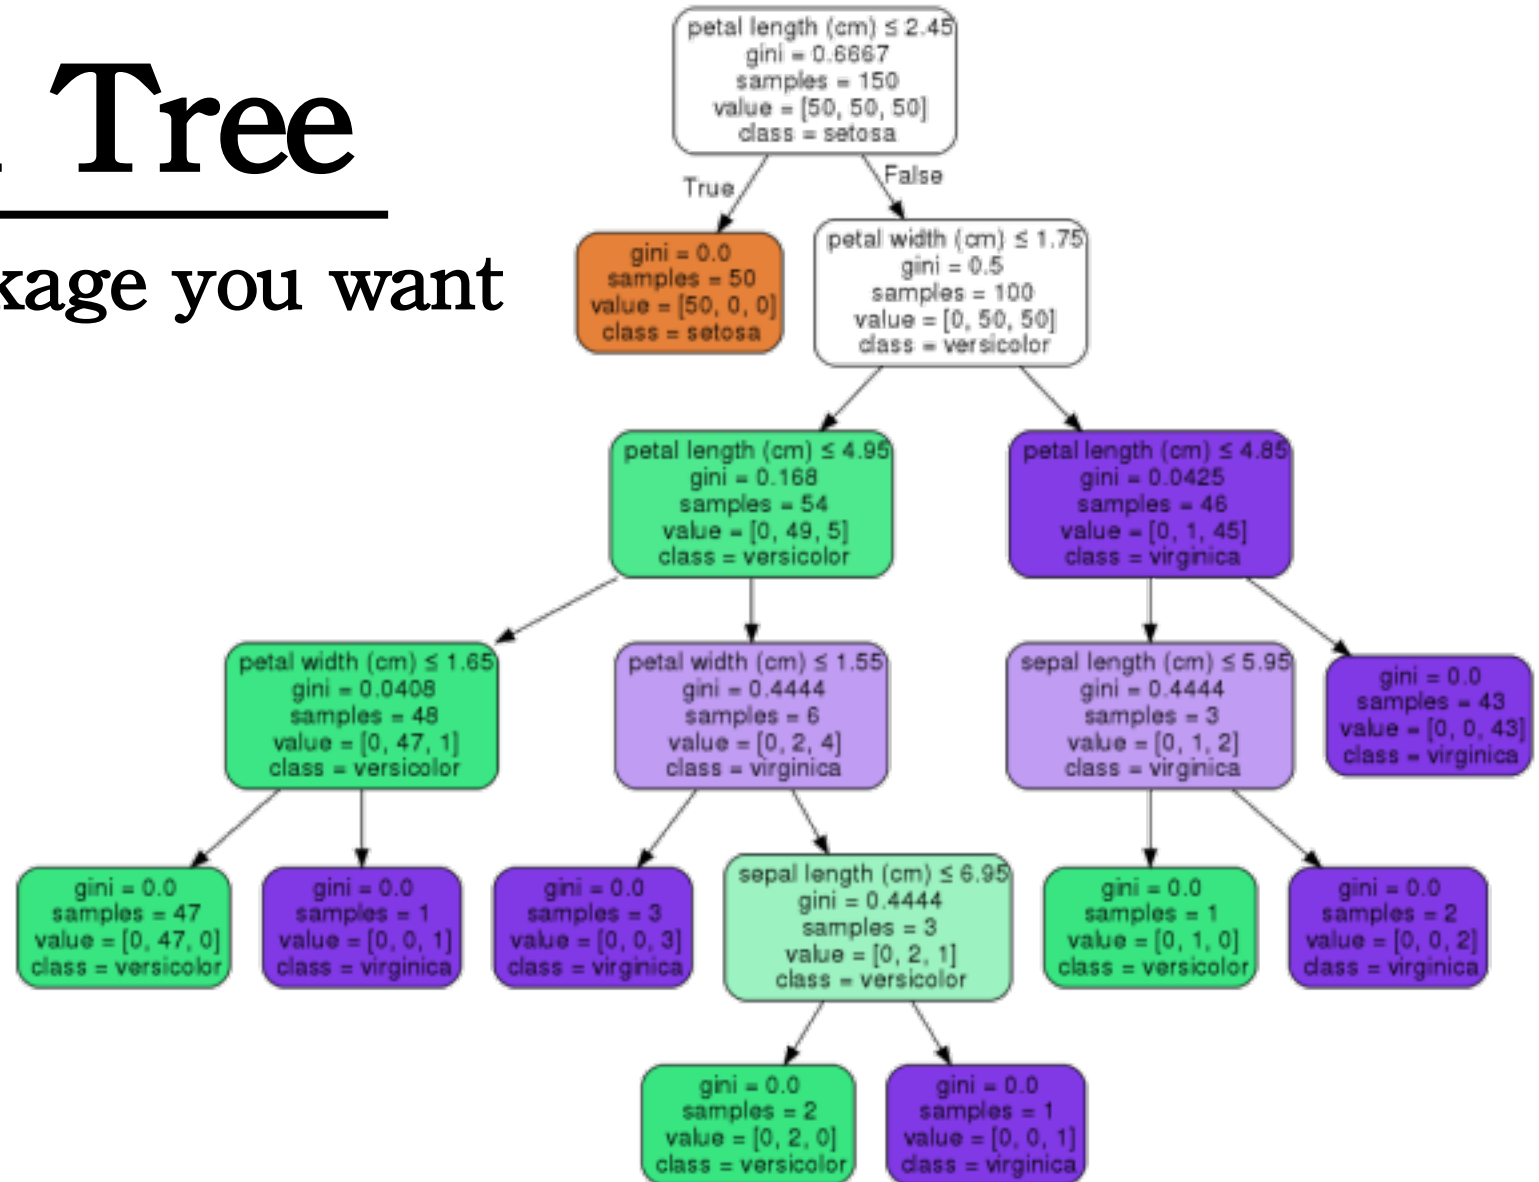 Tree
kage you want
petal length (cm) ≤ 2.45
gini = 0.6667
samples = 150
value = [50, 50, 50]
class = setosa
True
False
gini = 0.0
samples = 50
value = [50, 0, 0]
class = setosa
petal width (cm) ≤ 1.75
gini = 0.5
samples = 100
value = [0, 50, 50]
class = versicolor
petal length (cm) ≤ 4.95
gini = 0.168
samples = 54
value = [0, 49, 5]
class = versicolor
petal length (cm) ≤ 4.85
gini = 0.0425
samples = 46
value = [0, 1, 45]
class = virginica
petal width (cm) ≤ 1.65
gini = 0.0408
samples = 48
value = [0, 47, 1]
class = versicolor
petal width (cm) ≤ 1.55
gini = 0.4444
samples = 6
value = [0, 2, 4]
class = virginica
sepal length (cm) ≤ 5.95
gini = 0.4444
samples = 3
value = [0, 1, 2]
class = virginica
gini = 0.0
samples = 43
value = [0, 0, 43]
class = virginica
gini = 0.0
samples = 47
value = [0, 47, 0]
class = versicolor
gini = 0.0
samples = 1
value = [0, 0, 1]
class = virginica
gini = 0.0
samples = 3
value = [0, 0, 3]
class = virginica
sepal length (cm) ≤ 6.95
gini = 0.4444
samples = 3
value = [0, 2, 1]
class = versicolor
gini = 0.0
samples = 1
value = [0, 1, 0]
class = versicolor
gini = 0.0
samples = 2
value = [0, 0, 2]
class = virginica
gini = 0.0
samples = 2
value = [0, 2, 0]
class = versicolor
gini = 0.0
samples = 1
value = [0, 0, 1]
class = virginica